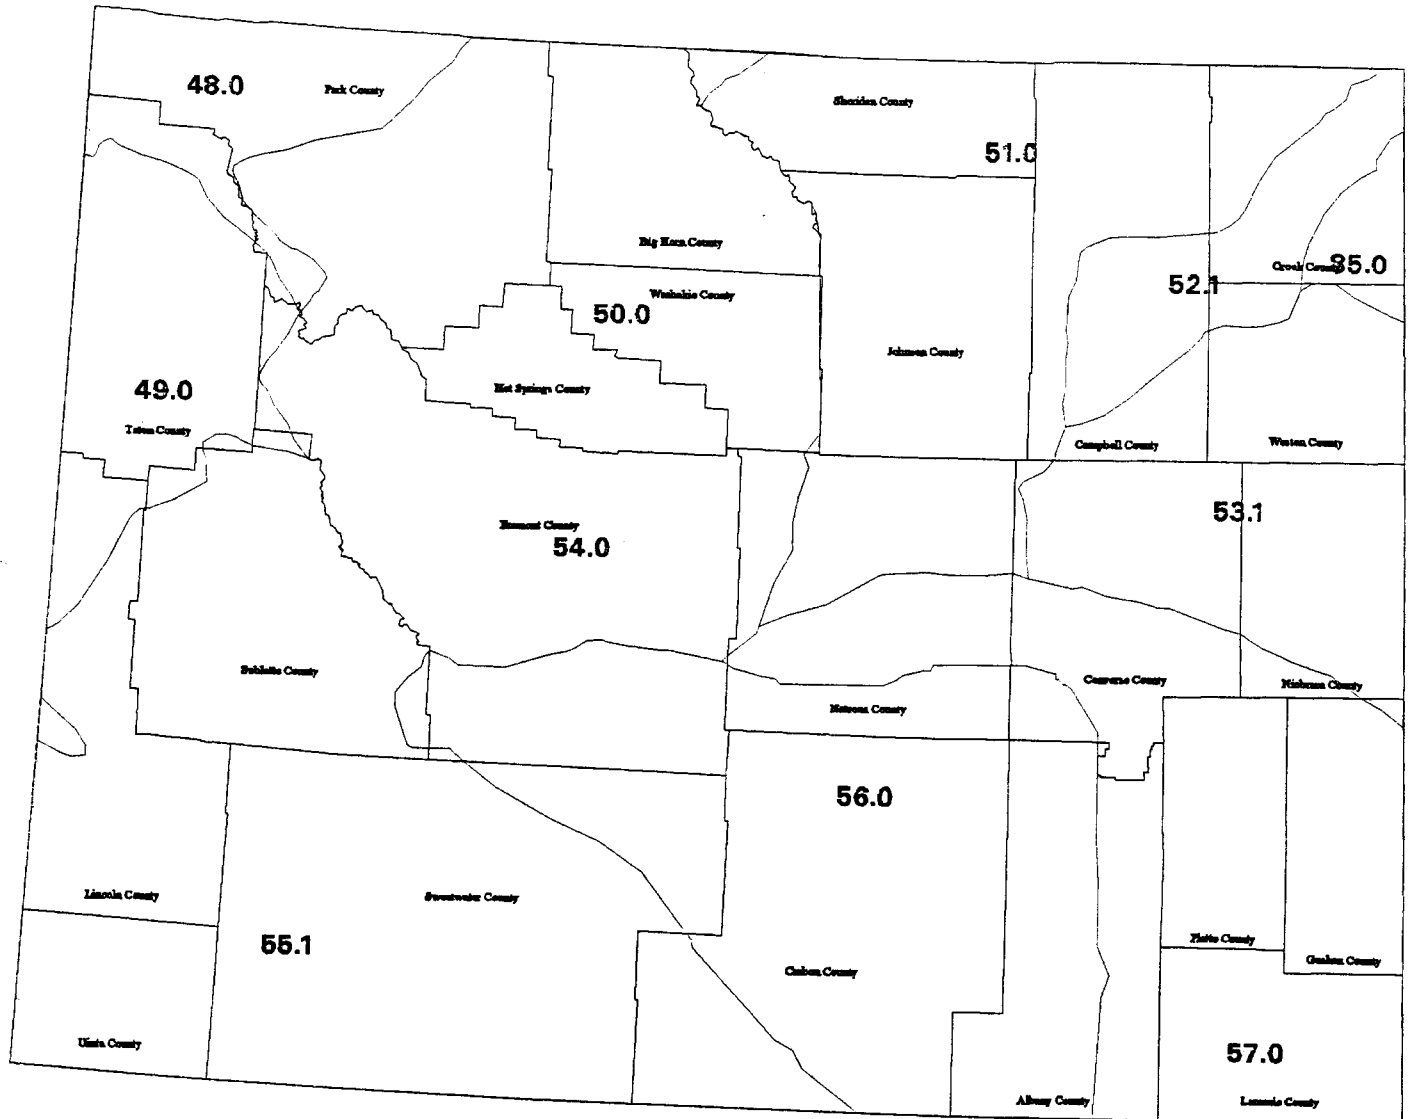 48.0
Park County
Sheridan County
51.0
Big Horn County
Crook County
85.0
52.1
Washakie County
50.0
Johnson County
Hot Springs County
49.0
Teton County
Campbell County
Weston County
53.1
Fremont County
54.0
Sublette County
Converse County
Niobrara County
Natrona County
56.0
Lincoln County
Sweetwater County
55.1
Platte County
Goshen County
Carbon County
Uinta County
57.0
Albany County
Laramie County